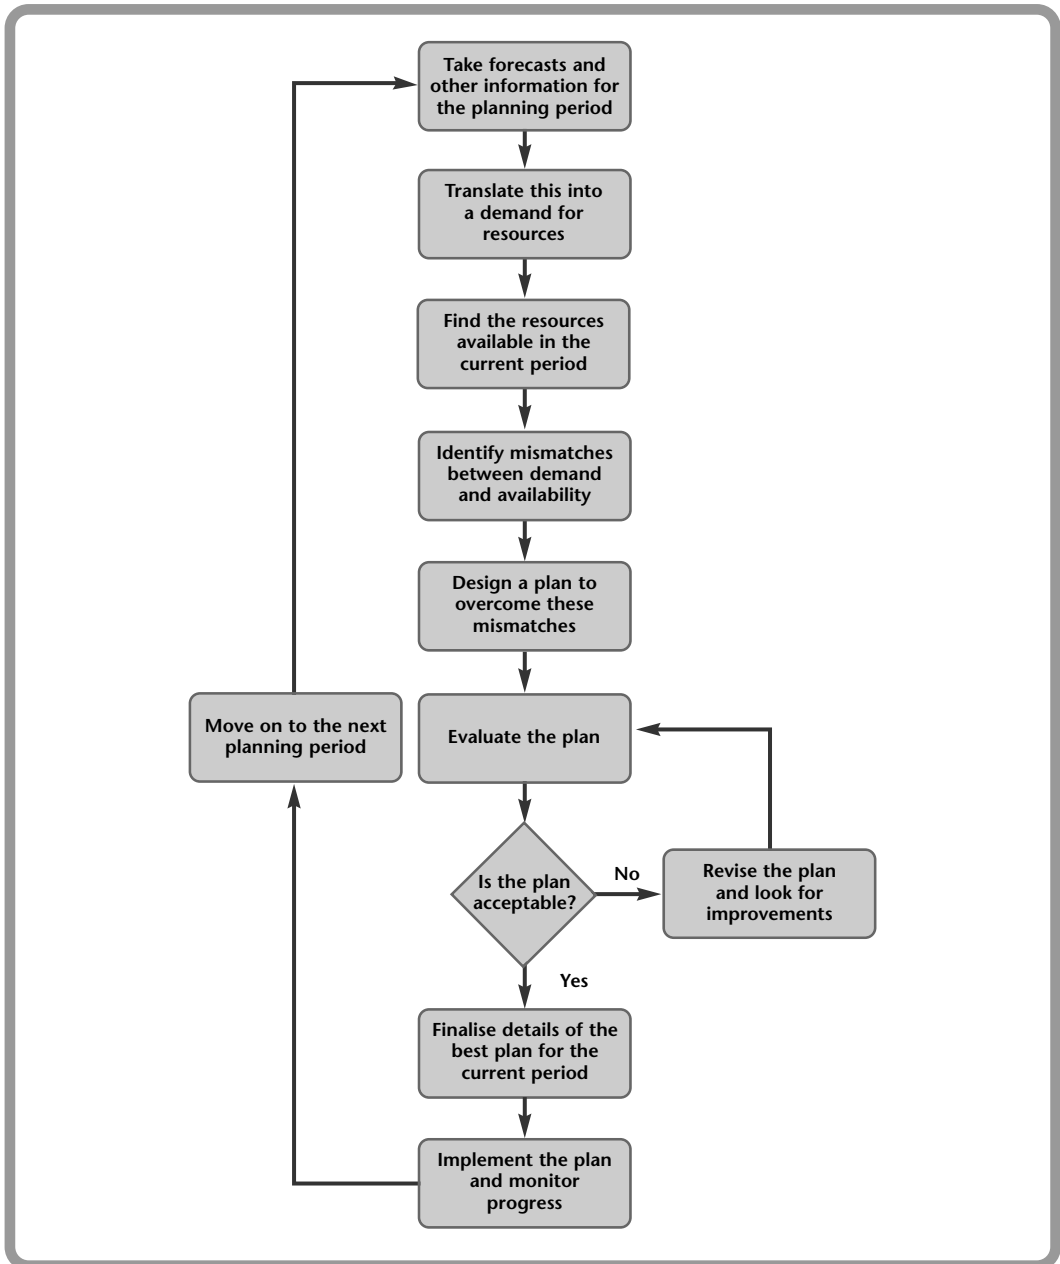 Take forecasts and
other information for
the planning period
Translate this into
a demand for
resources
Find the resources
available in the
current period
Identify mismatches
between demand
and availability
Design a plan to
overcome these
mismatches
Move on to the next
planning period
Evaluate the plan
Is the plan
acceptable?
No
Revise the plan
and look for
improvements
Yes
Finalise details of the
best plan for the
current period
Implement the plan
and monitor
progress